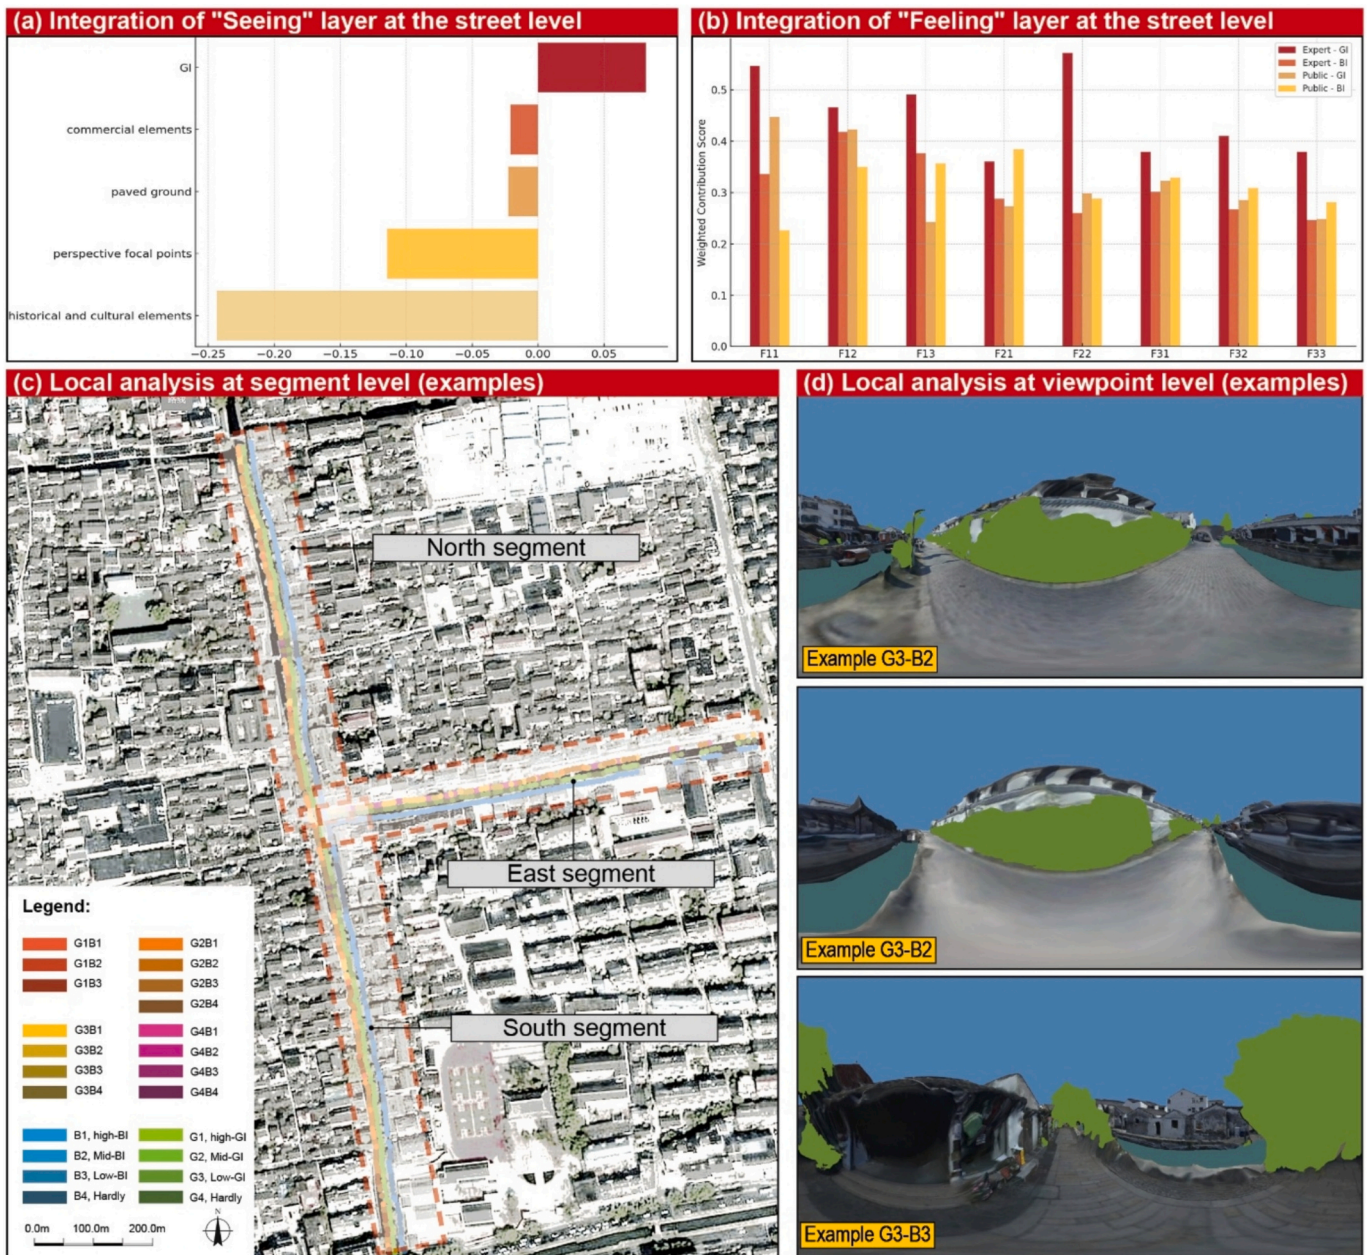 (a) Integration of "Seeing" layer at the street level
GI
commercial elements
paved ground
perspective focal points
historical and cultural elements
−0.25 −0.20 −0.15 −0.10 −0.05 0.00 0.05
(b) Integration of "Feeling" layer at the street level
Expert - GI
Expert - BI
Public - GI
Public - BI
Weighted Contribution Score
0.5
0.4
0.3
0.2
0.1
0.0
F11 F12 F13 F21 F22 F31 F32 F33
(c) Local analysis at segment level (examples)
North segment
East segment
South segment
Legend:
G1B1 G2B1
G1B2 G2B2
G1B3 G2B3
G2B4
G3B1 G4B1
G3B2 G4B2
G3B3 G4B3
G3B4 G4B4
B1, high-BI G1, high-GI
B2, Mid-BI G2, Mid-GI
B3, Low-BI G3, Low-GI
B4, Hardly G4, Hardly
0.0m 100.0m 200.0m
N
(d) Local analysis at viewpoint level (examples)
Example G3-B2
Example G3-B2
Example G3-B3